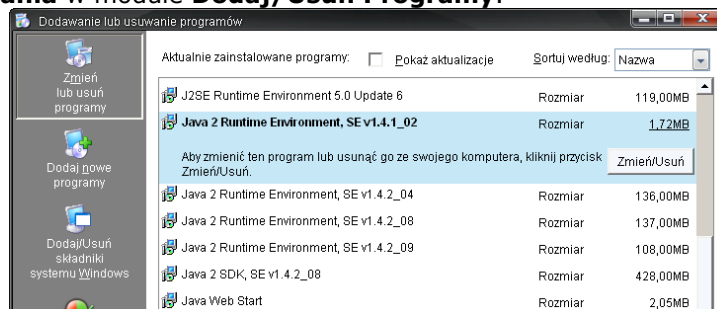 ania w module Dodaj/Usuń Programy.
Dodawanie lub usuwanie programów
Zmień
lub usuń
programy
Aktualnie zainstalowane programy:
Pokaż aktualizacje
Sortuj według:
Nazwa
J2SE Runtime Environment 5.0 Update 6
Rozmiar
119,00MB
Java 2 Runtime Environment, SE v1.4.1_02
Rozmiar
1,72MB
Aby zmienić ten program lub usunąć go ze swojego komputera, kliknij przycisk
Zmień/Usuń.
Zmień/Usuń
Dodaj nowe
programy
Java 2 Runtime Environment, SE v1.4.2_04
Rozmiar
136,00MB
Java 2 Runtime Environment, SE v1.4.2_08
Rozmiar
137,00MB
Dodaj/Usuń
składniki
systemu Windows
Java 2 Runtime Environment, SE v1.4.2_09
Rozmiar
108,00MB
Java 2 SDK, SE v1.4.2_08
Rozmiar
428,00MB
Java Web Start
Rozmiar
2,05MB